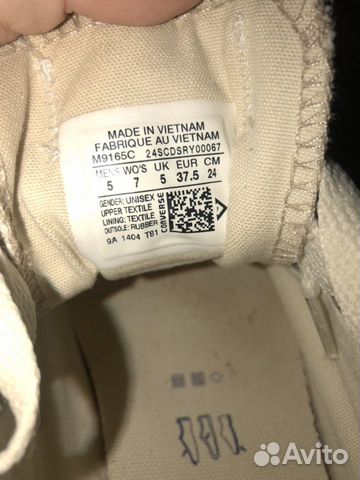 MADE IN VIETNAM
FABRIQUE AU VIETNAM
M9165C 24SCDSRY00067
MEN'S WO'S UK EUR CM
5 7 5 37.5 24
GENDER: UNISEX
UPPER: TEXTILE
LINING: TEXTILE
OUTSOLE: RUBBER
9A 1404 T81
CONVERSE
Avito